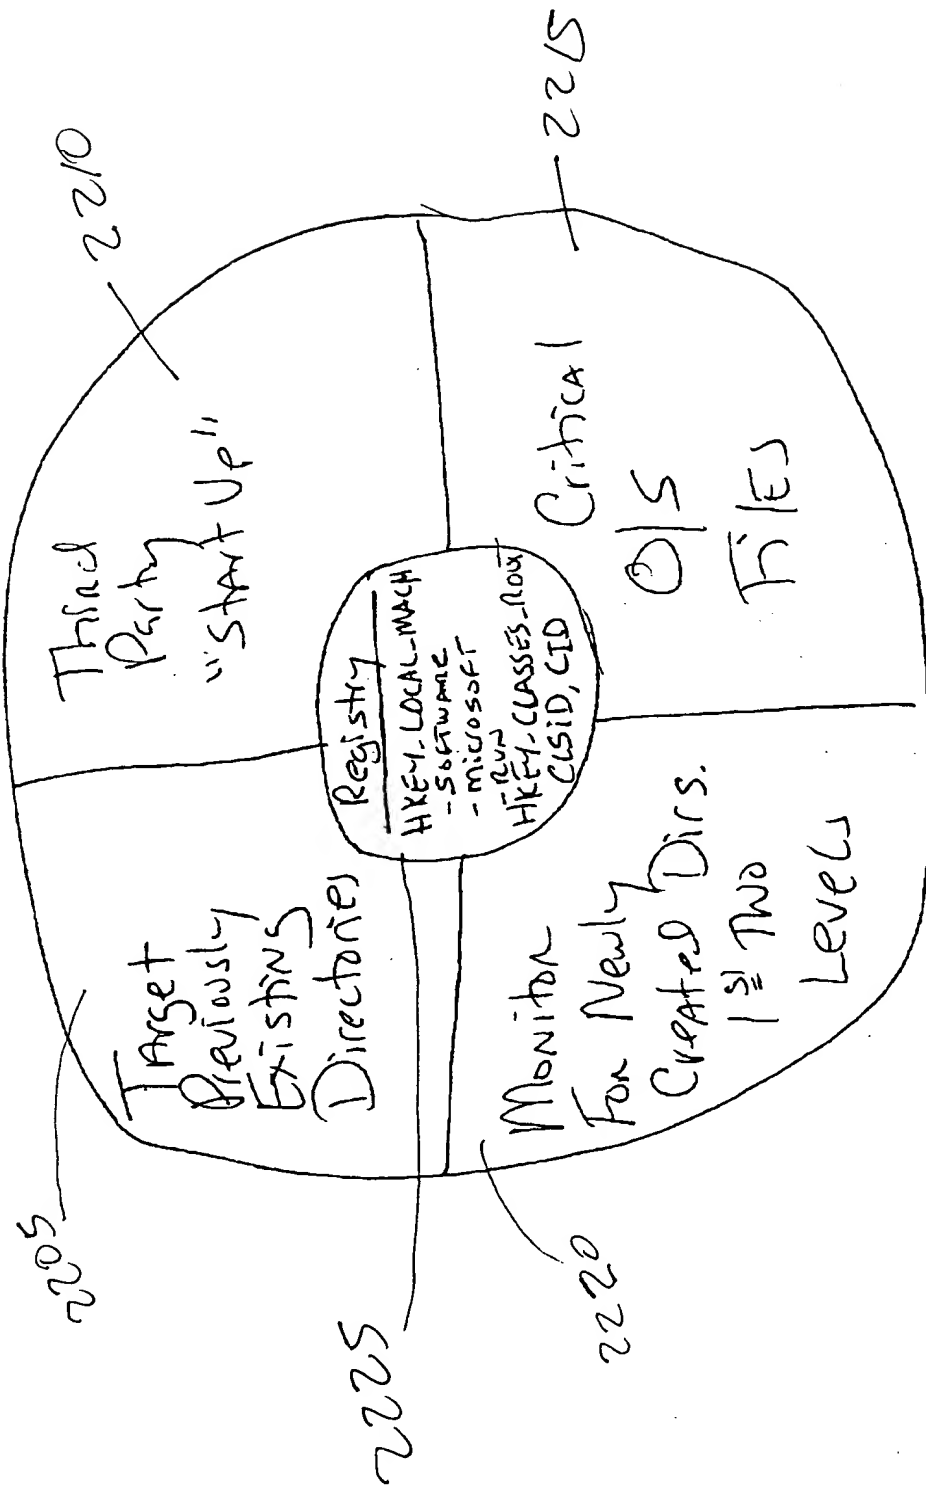 2205
Target
Previously
Existing
Directories
2210
Third
Party
"Start Up"
2225
Registry
HKEY_LOCAL_MACH
-SOFTWARE
-MICROSOFT
-RUN
HKEY_CLASSES_ROOT
CLSID, CID
2220
Monitor
For Newly
Created Dirs.
1st Two
Levels
2215
Critical
O/S
Files